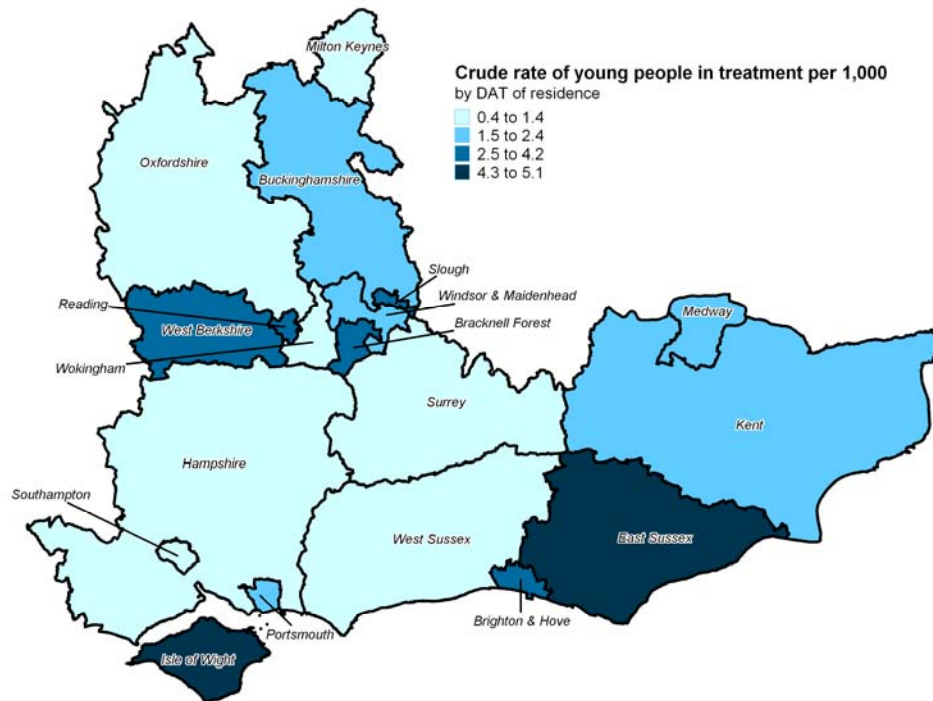 Milton Keynes
Crude rate of young people in treatment per 1,000
by DAT of residence
0.4 to 1.4
1.5 to 2.4
2.5 to 4.2
4.3 to 5.1
Oxfordshire
Buckinghamshire
Slough
Reading
Windsor & Maidenhead
Medway
West Berkshire
Bracknell Forest
Wokingham
Surrey
Kent
Hampshire
Southampton
West Sussex
East Sussex
Portsmouth
Brighton & Hove
Isle of Wight